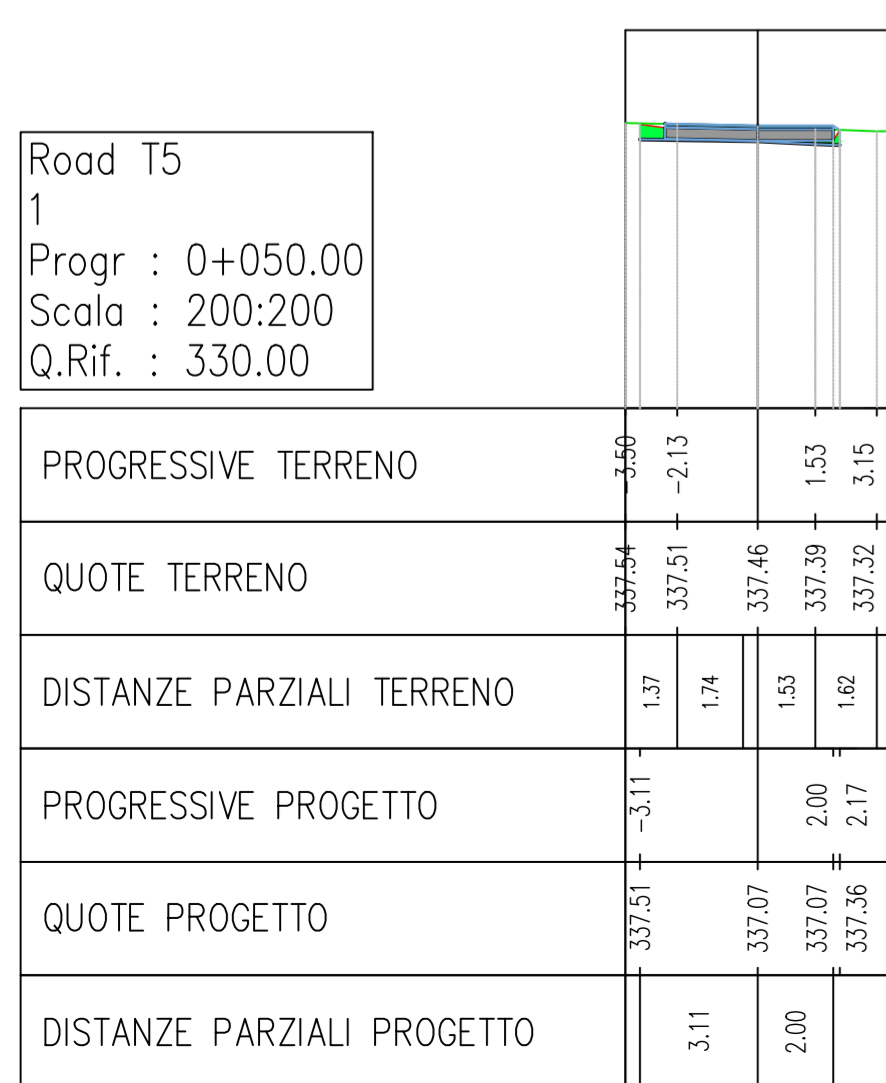 Road T5
1
Progr : 0+050.00
Scala : 200:200
Q.Rif. : 330.00
PROGRESSIVE TERRENO -3.50 -2.13 1.53 3.15
QUOTE TERRENO 337.54 337.51 337.46 337.39 337.32
DISTANZE PARZIALI TERRENO 1.37 1.74 1.53 1.62
PROGRESSIVE PROGETTO -3.11 2.00 2.17
QUOTE PROGETTO 337.51 337.07 337.07 337.36
DISTANZE PARZIALI PROGETTO 3.11 2.00